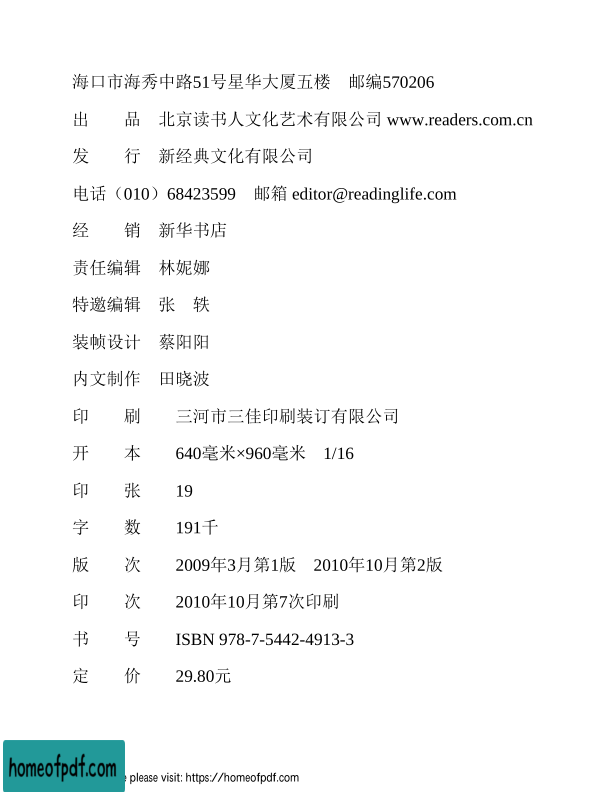 海口市海秀中路51号星华大厦五楼　邮编570206
出　　品　北京读书人文化艺术有限公司 www.readers.com.cn
发　　行　新经典文化有限公司
电话（010）68423599　邮箱 editor@readinglife.com
经　　销　新华书店
责任编辑　林妮娜
特邀编辑　张　轶
装帧设计　蔡阳阳
内文制作　田晓波
印　　刷　　三河市三佳印刷装订有限公司
开　　本　　640毫米×960毫米　1/16
印　　张　　19
字　　数　　191千
版　　次　　2009年3月第1版　2010年10月第2版
印　　次　　2010年10月第7次印刷
书　　号　　ISBN 978-7-5442-4913-3
定　　价　　29.80元
homeofpdf.com
please visit: https://homeofpdf.com